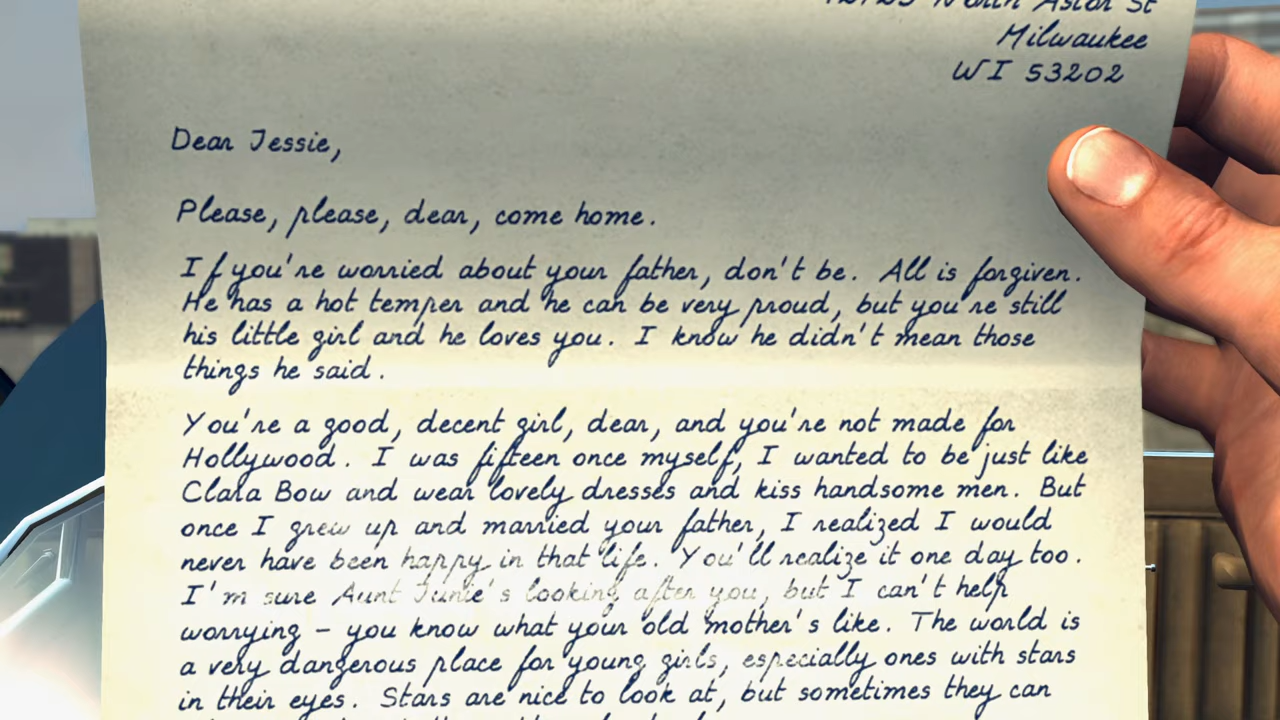 North Astor St
Milwaukee
WI 53202
Dear Jessie,
Please, please, dear, come home.
If you're worried about your father, don't be. All is forgiven.
He has a hot temper and he can be very proud, but you're still
his little girl and he loves you. I know he didn't mean those
things he said.
You're a good, decent girl, dear, and you're not made for
Hollywood. I was fifteen once myself, I wanted to be just like
Clara Bow and wear lovely dresses and kiss handsome men. But
once I grew up and married your father, I realized I would
never have been happy in that life. You'll realize it one day too.
I'm sure Aunt Junie's looking after you, but I can't help
worrying – you know what your old mother's like. The world is
a very dangerous place for young girls, especially ones with stars
in their eyes. Stars are nice to look at, but sometimes they can